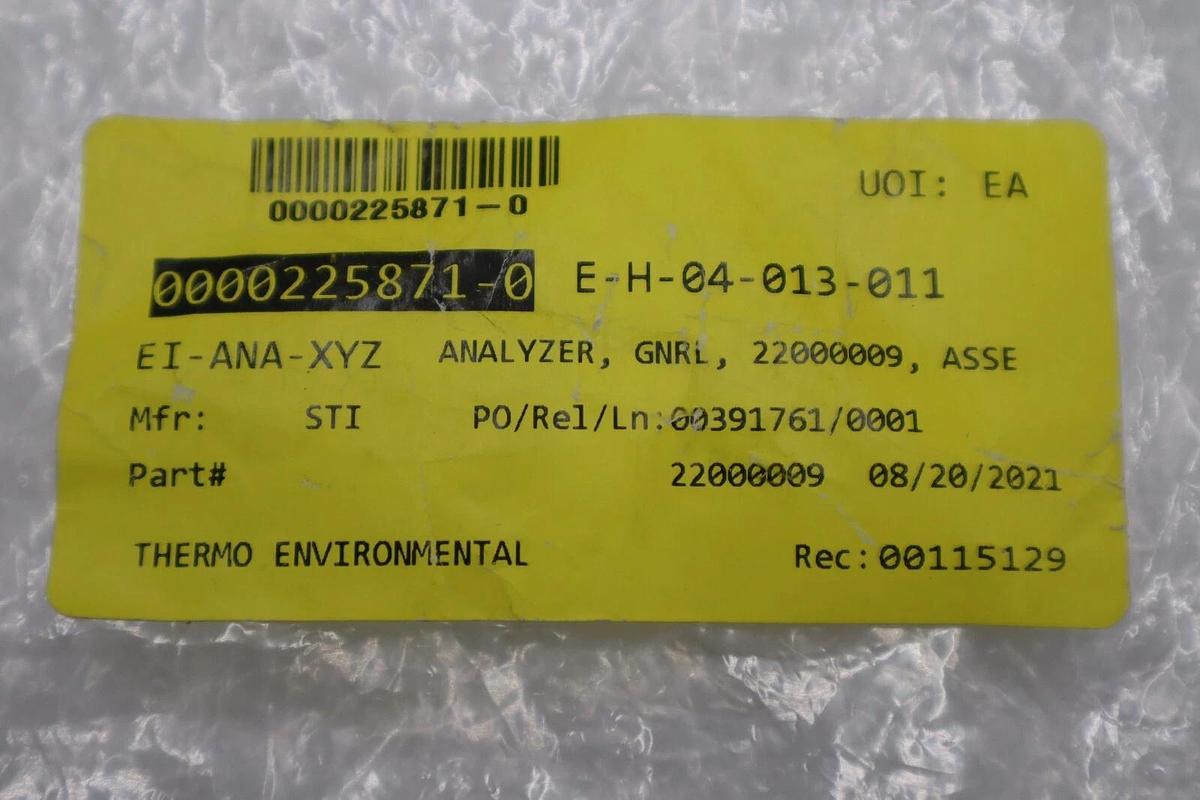 0000225871-0
UOI: EA
0000225871-0 E-H-04-013-011
EI-ANA-XYZ ANALYZER, GNRL, 22000009, ASSE
Mfr: STI PO/Rel/Ln:00391761/0001
Part# 22000009 08/20/2021
THERMO ENVIRONMENTAL Rec:00115129